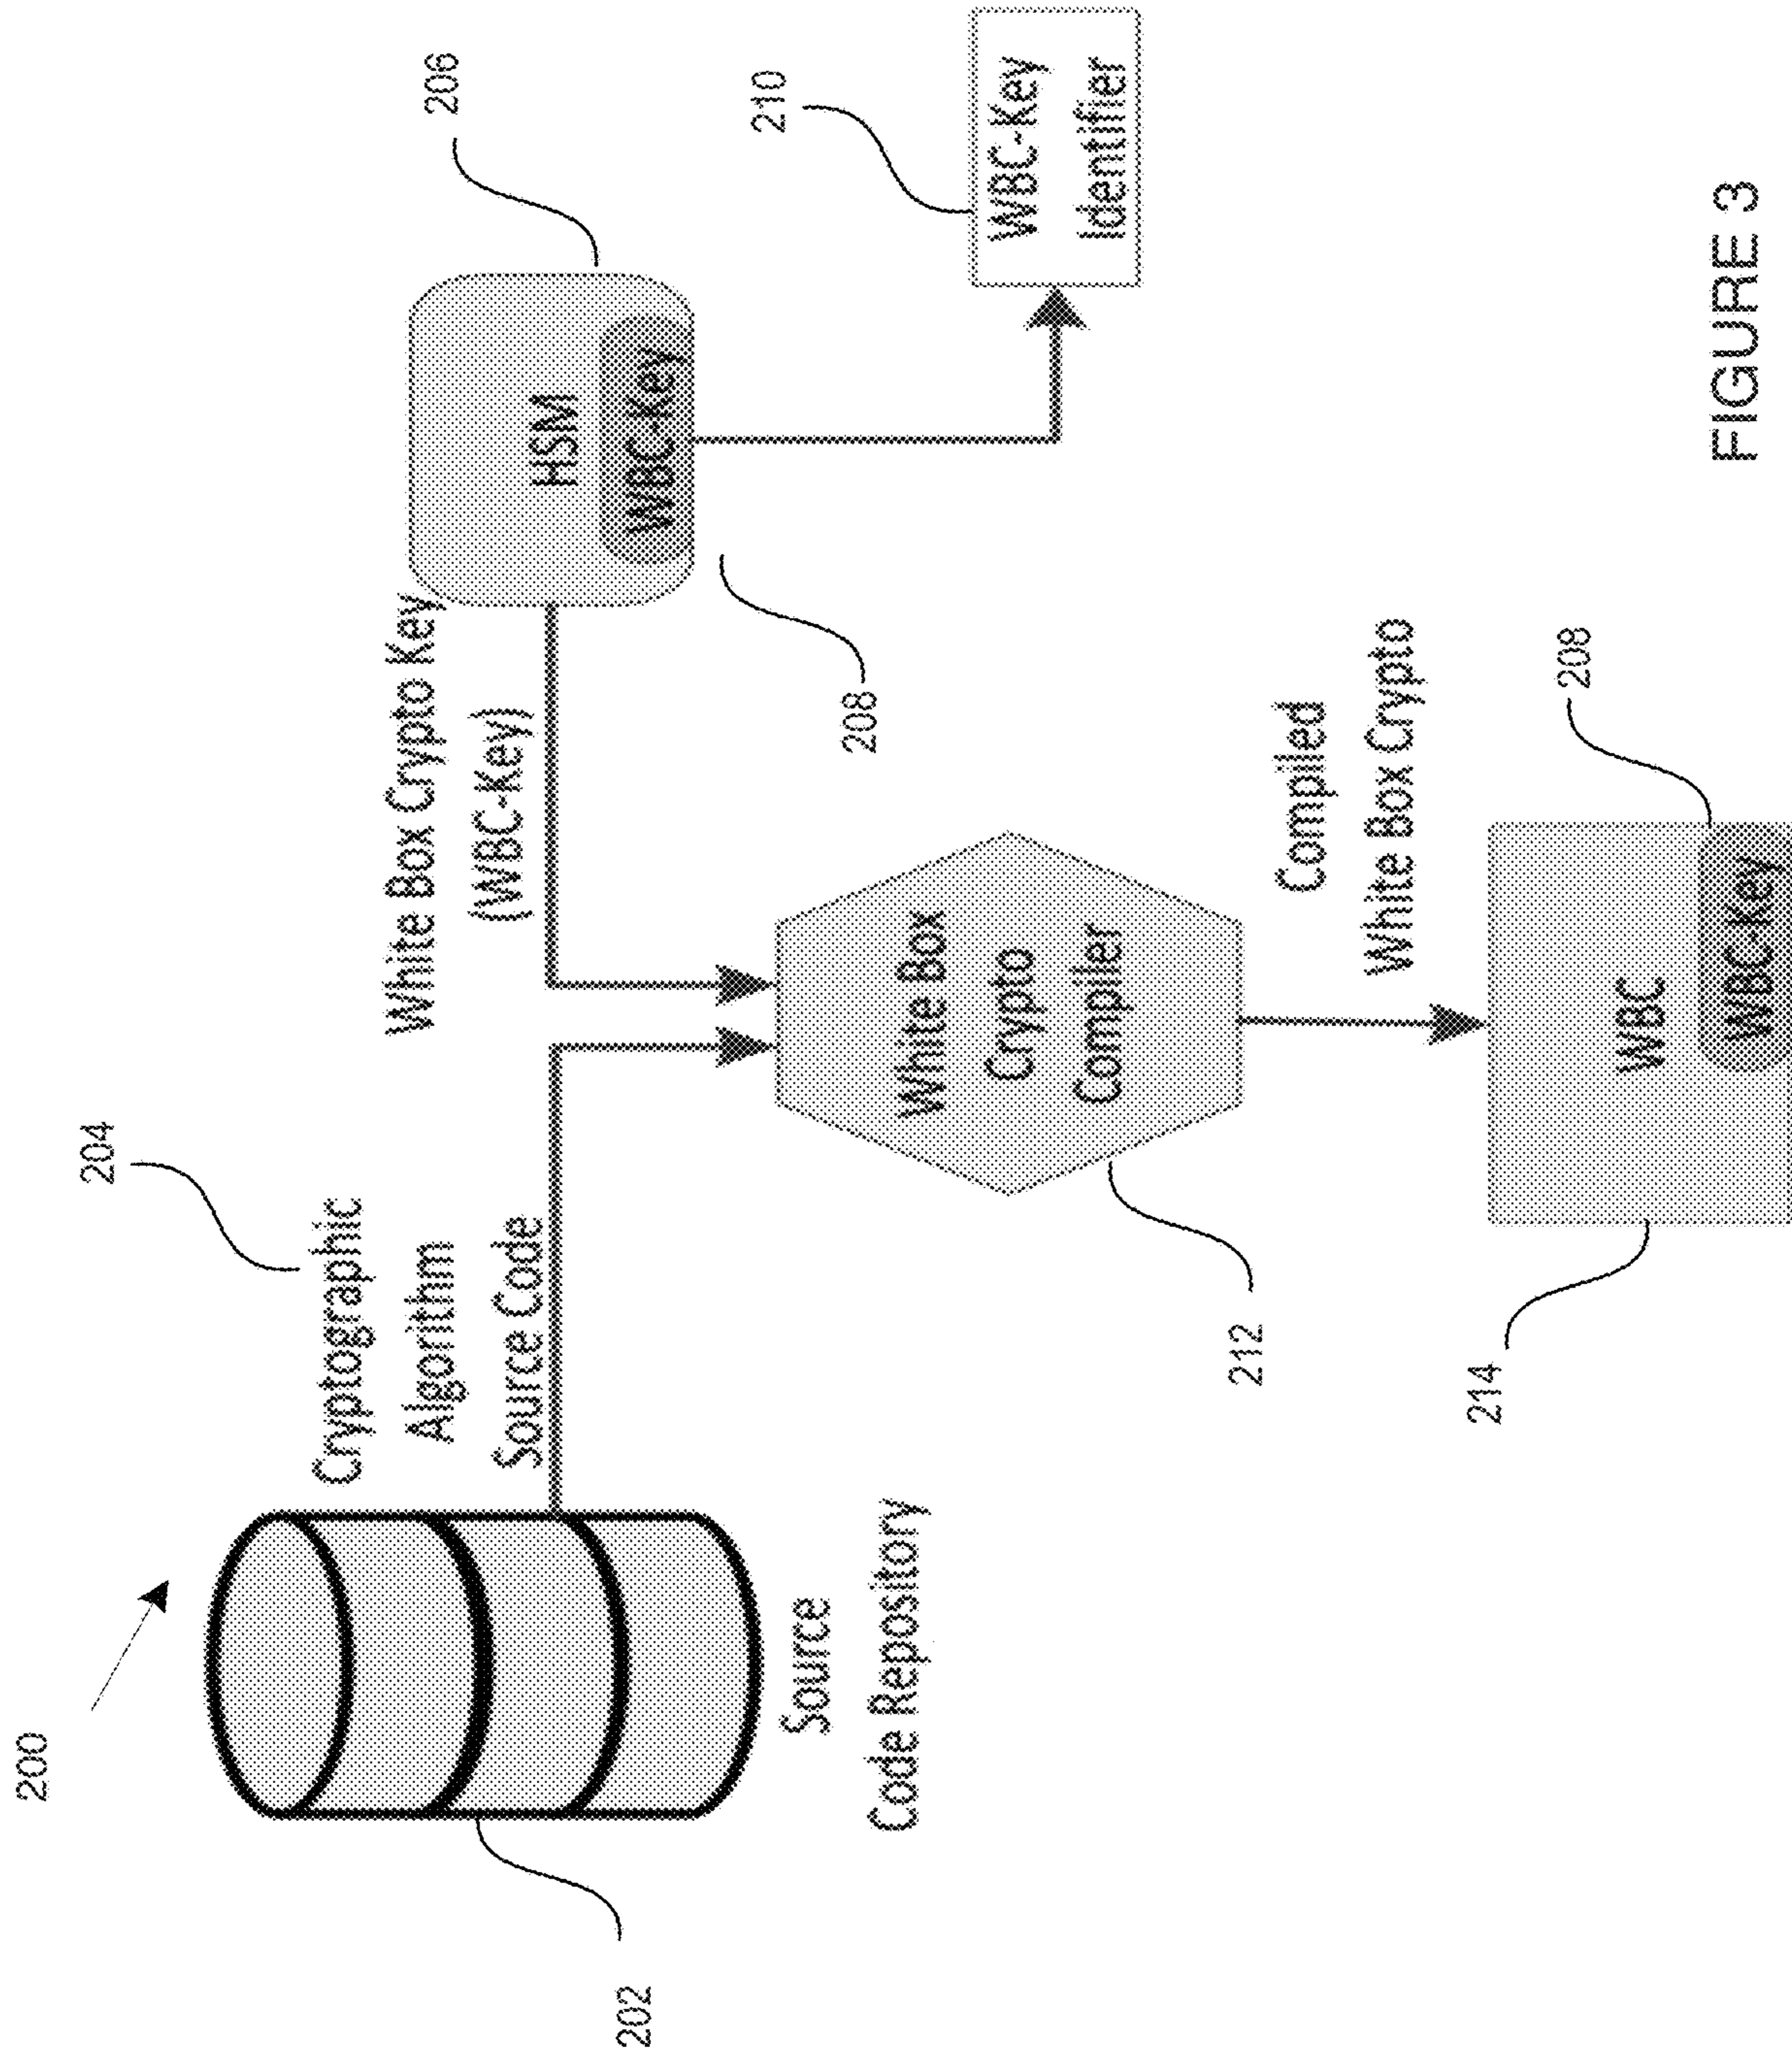 200
204
Cryptographic
Algorithm
Source Code
White Box Crypto Key
(WBC-Key)
206
HSM
WBC-Key
208
210
WBC-Key
Identifier
202
Source
Code Repository
White Box
Crypto
Compiler
212
Compiled
White Box Crypto
214
WBC
WBC-Key
208
FIGURE 3